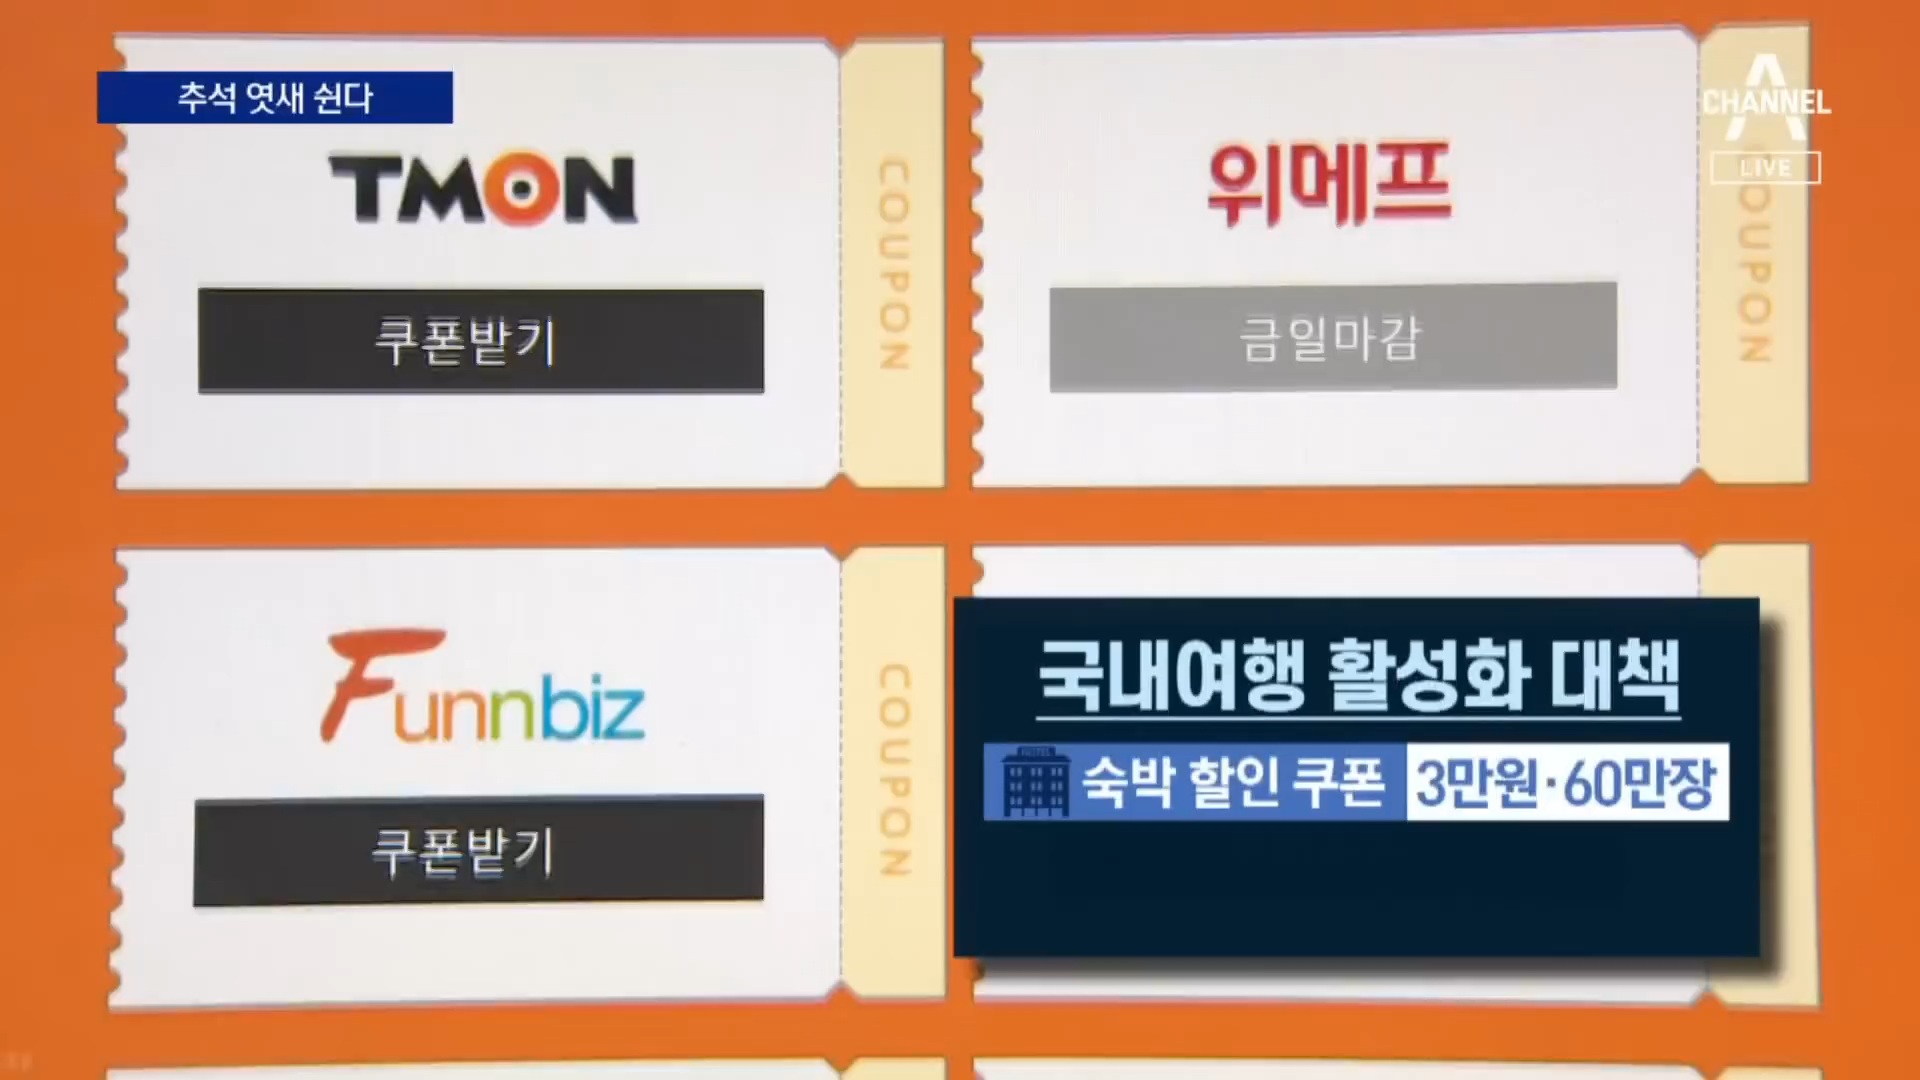 추석 엿새 쉰다
CHANNEL A
LIVE
TMON
쿠폰받기
COUPON
위메프
금일마감
COUPON
Funnbiz
쿠폰받기
COUPON
국내여행 활성화 대책
HOTEL
숙박 할인 쿠폰 3만원·60만장